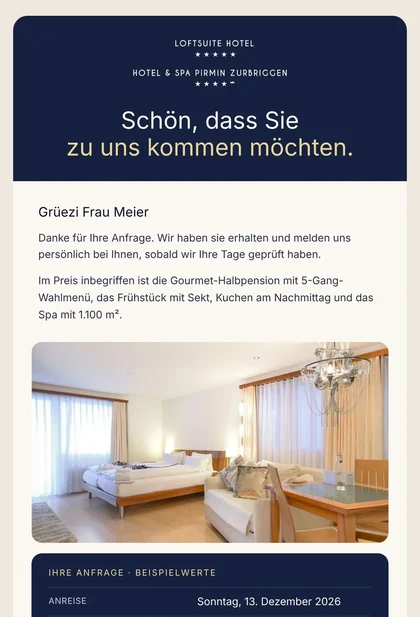 LOFTSUITE HOTEL
★★★★★
HOTEL & SPA PIRMIN ZURBRIGGEN
★★★★
Schön, dass Sie
zu uns kommen möchten.
Grüezi Frau Meier
Danke für Ihre Anfrage. Wir haben sie erhalten und melden uns
persönlich bei Ihnen, sobald wir Ihre Tage geprüft haben.
Im Preis inbegriffen ist die Gourmet-Halbpension mit 5-Gang-
Wahlmenü, das Frühstück mit Sekt, Kuchen am Nachmittag und das
Spa mit 1.100 m².
IHRE ANFRAGE · BEISPIELWERTE
ANREISE
Sonntag, 13. Dezember 2026